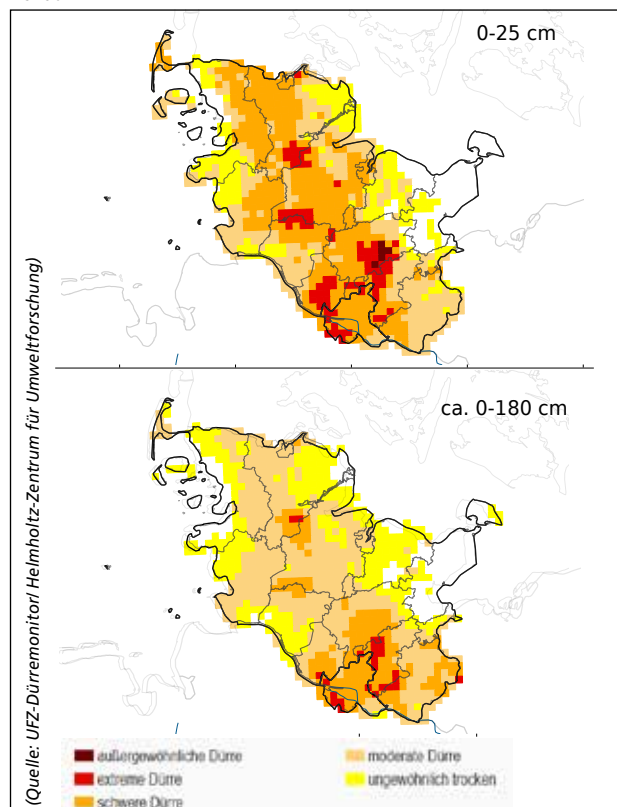 0-25 cm
ca. 0-180 cm
(Quelle: UFZ-Dürremonitor/ Helmholtz-Zentrum für Umweltforschung)
außergewöhnliche Dürre
extreme Dürre
schwere Dürre
moderate Dürre
ungewöhnlich trocken